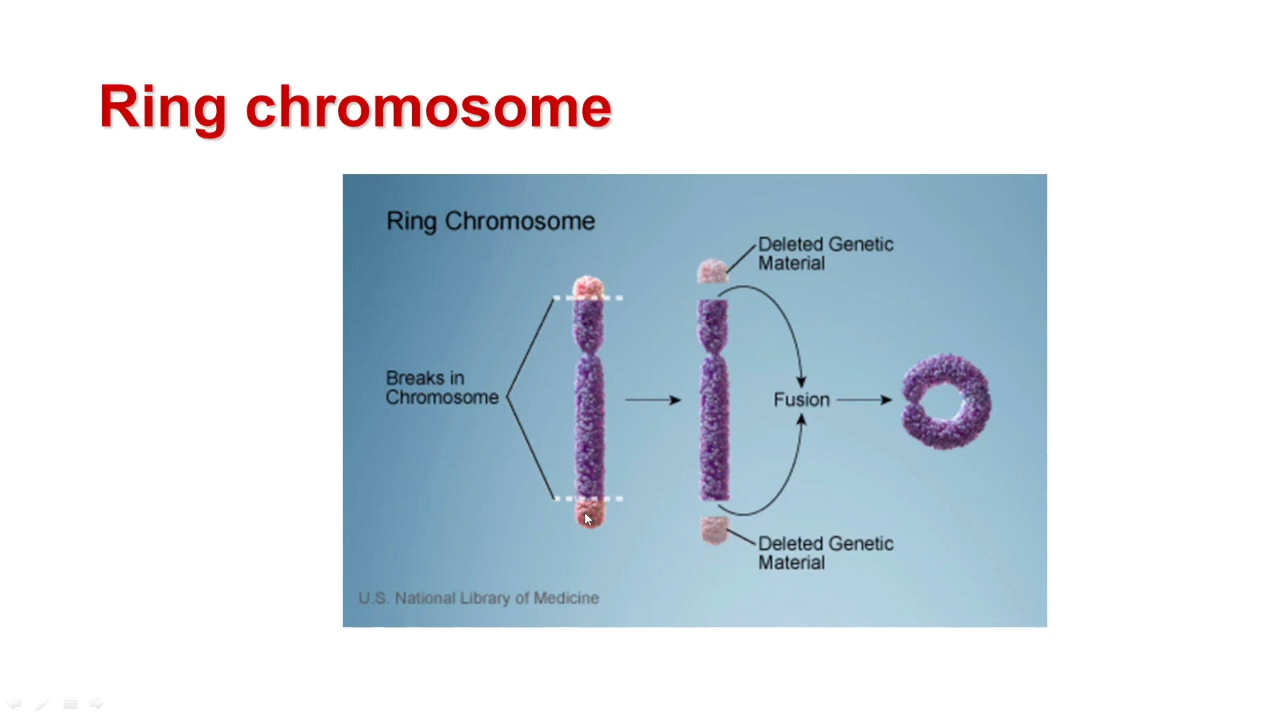 Ring chromosome
Ring Chromosome
Deleted Genetic
Material
Breaks in
Chromosome
Fusion
Deleted Genetic
Material
U.S. National Library of Medicine